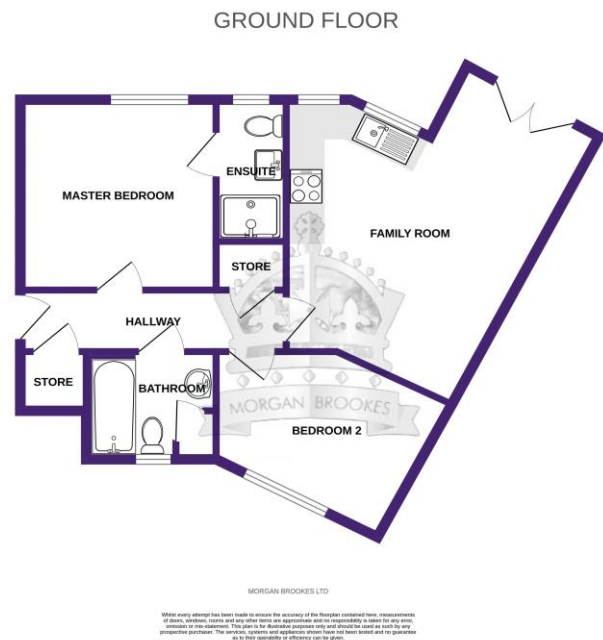 GROUND FLOOR
MASTER BEDROOM
ENSUITE
FAMILY ROOM
STORE
HALLWAY
STORE
BATHROOM
MORGAN BROOKES
BEDROOM 2
MORGAN BROOKES LTD
Whilst every attempt has been made to ensure the accuracy of the floorplan contained here, measurements
of doors, windows, rooms and any other items are approximate and no responsibility is taken for any error,
omission or mis-statement. This plan is for illustrative purposes only and should be used as such by any
prospective purchaser. The services, systems and appliances shown have not been tested and no guarantee
as to their operability or efficiency can be given.